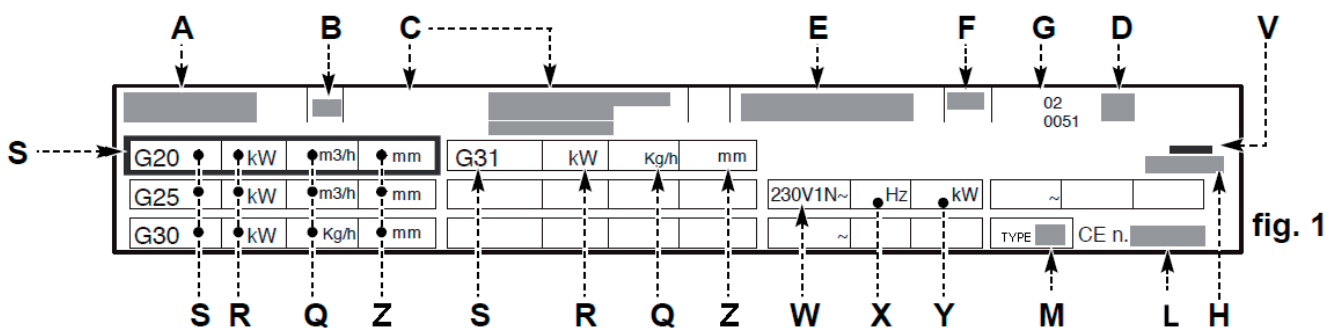 A B C E F G D V
02
0051
S
G20 kW m3/h mm G31 kW Kg/h mm
G25 kW m3/h mm 230V1N~ Hz kW ~
G30 kW Kg/h mm ~ TYPE CE n.
fig. 1
S R Q Z S R Q Z W X Y M L H